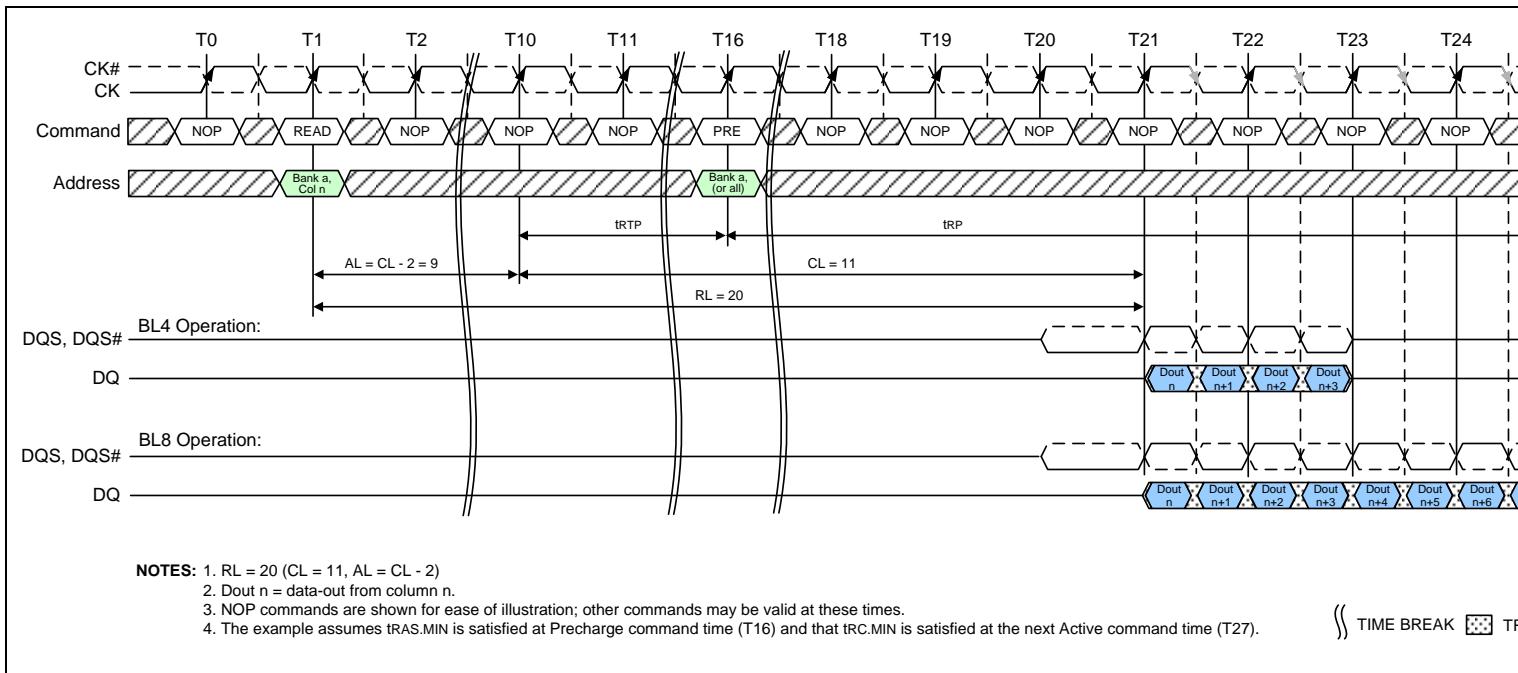 T0 T1 T2 T10 T11 T16 T18 T19 T20 T21 T22 T23 T24
CK#
CK
Command NOP READ NOP NOP NOP PRE NOP NOP NOP NOP NOP NOP NOP
Address Bank a, Col n Bank a, (or all)
tRTP tRP
AL = CL - 2 = 9 CL = 11
RL = 20
BL4 Operation:
DQS, DQS#
DQ Dout n Dout n+1 Dout n+2 Dout n+3
BL8 Operation:
DQS, DQS#
DQ Dout n Dout n+1 Dout n+2 Dout n+3 Dout n+4 Dout n+5 Dout n+6
NOTES: 1. RL = 20 (CL = 11, AL = CL - 2)
2. Dout n = data-out from column n.
3. NOP commands are shown for ease of illustration; other commands may be valid at these times.
4. The example assumes tRAS.MIN is satisfied at Precharge command time (T16) and that tRC.MIN is satisfied at the next Active command time (T27).
TIME BREAK